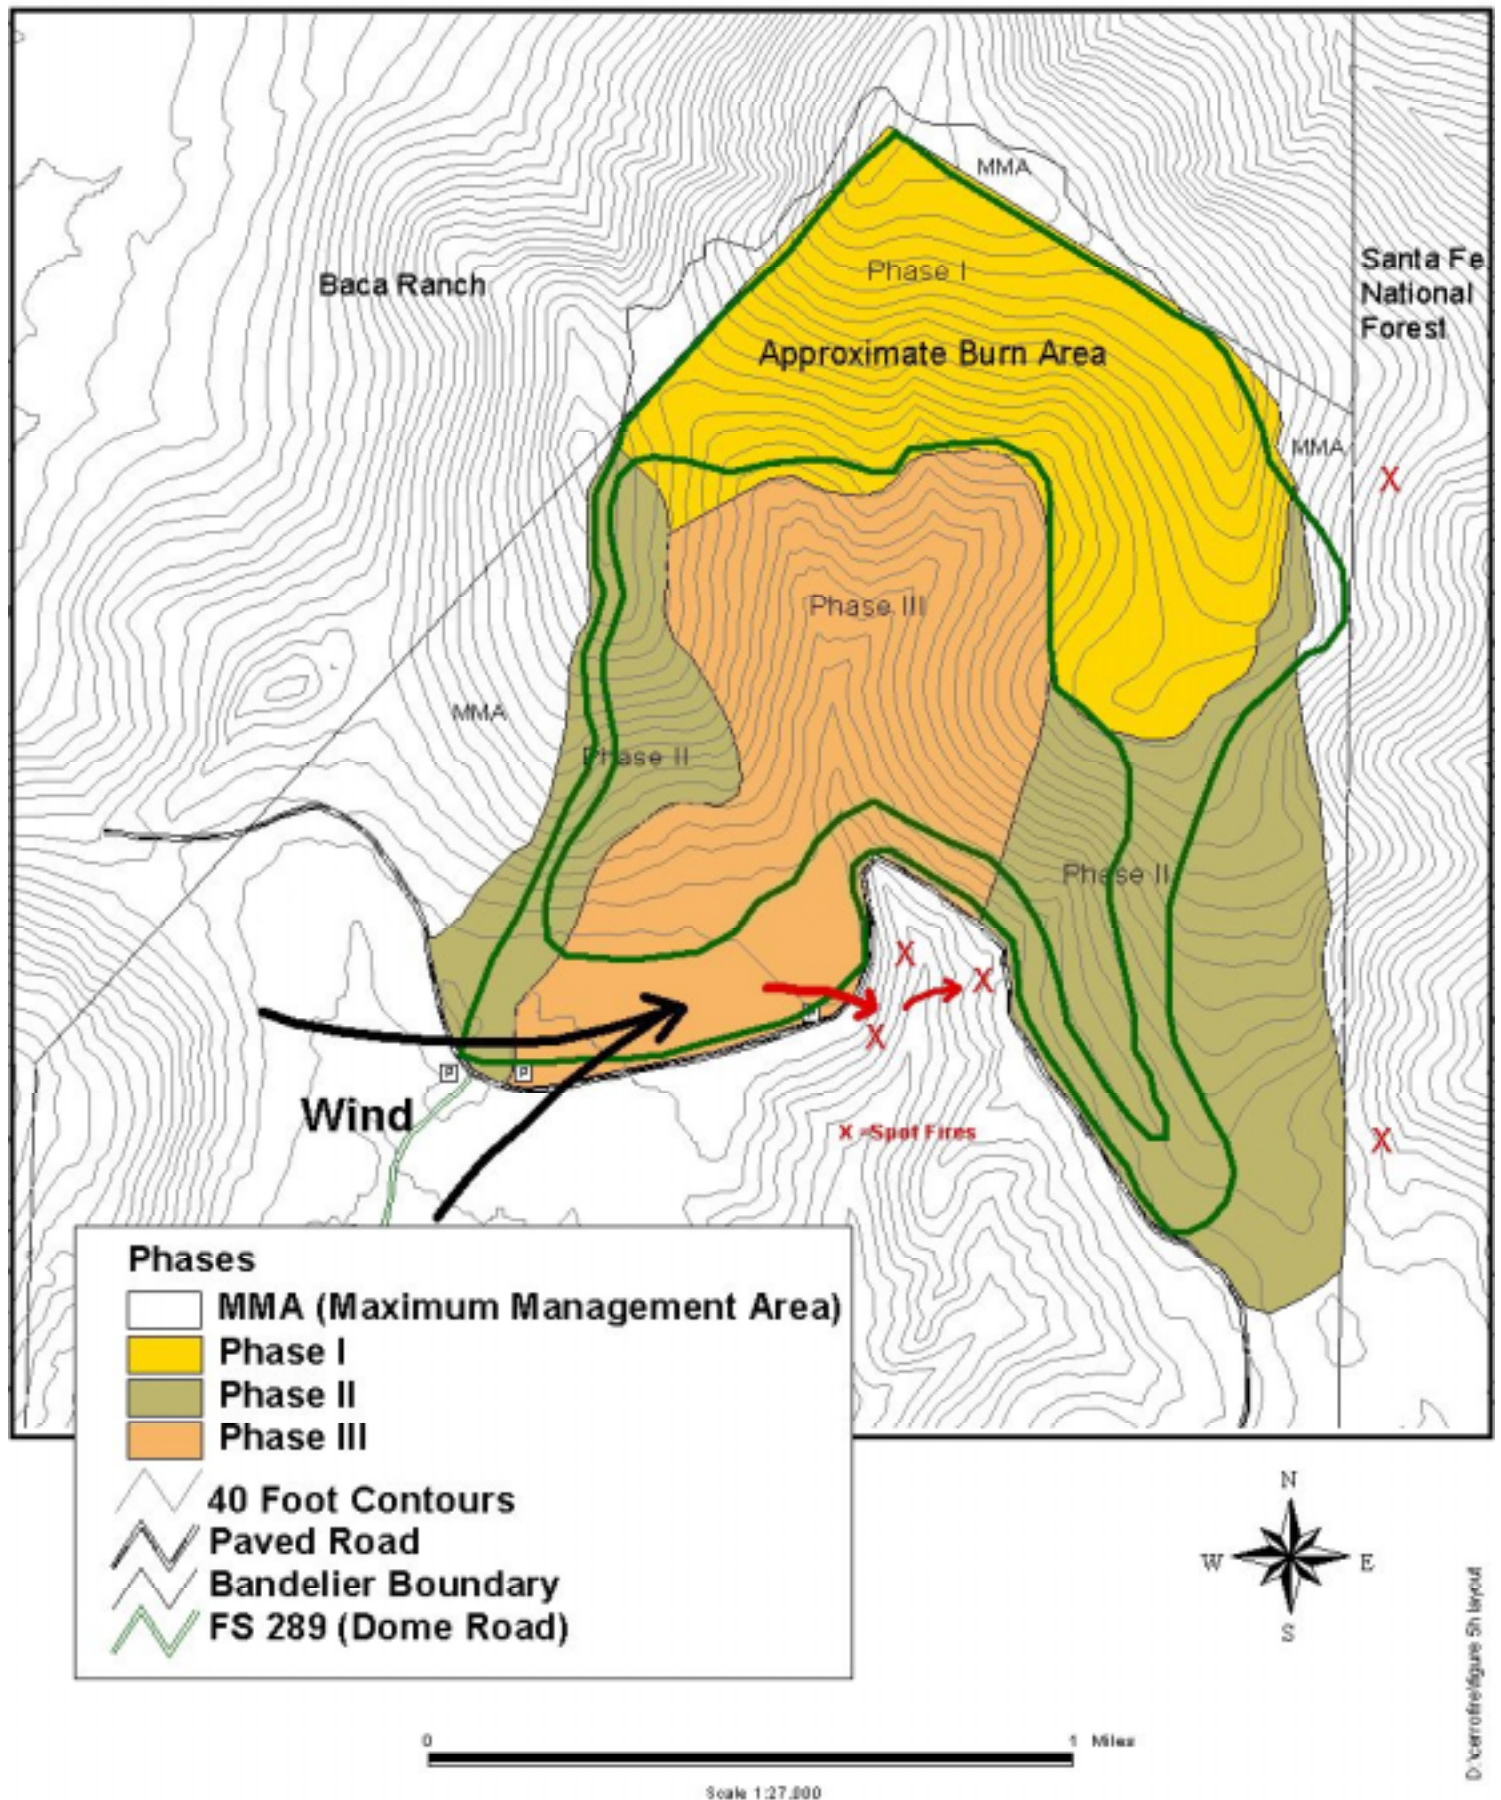 MMA
Baca Ranch
Phase I
Santa Fe
National
Forest
Approximate Burn Area
MMA
X
Phase III
MMA
Phase II
Phase II
X
X
X
P
P
Wind
X =Spot Fires
X
Phases
MMA (Maximum Management Area)
Phase I
Phase II
Phase III
40 Foot Contours
Paved Road
Bandelier Boundary
FS 289 (Dome Road)
N
W
E
S
0
1 Miles
Scale 1:27,000